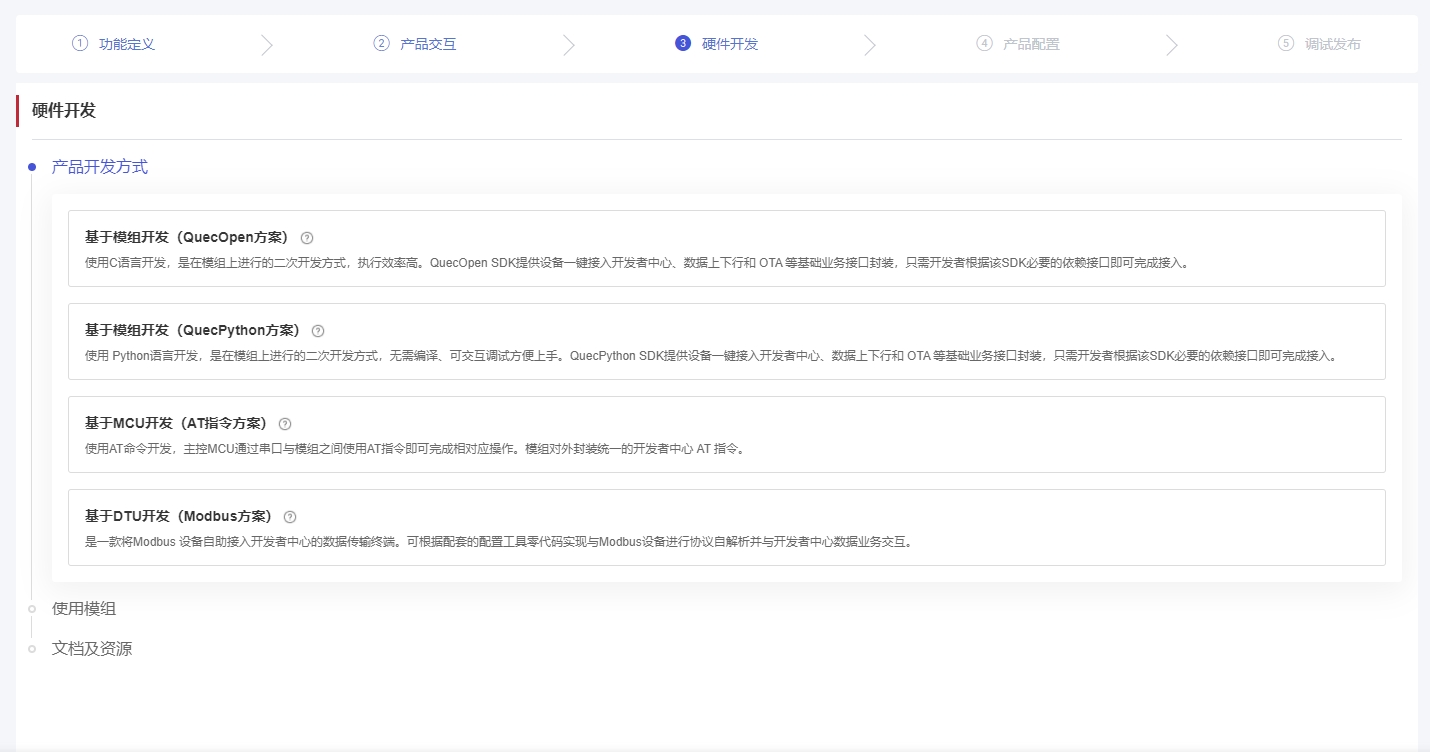 ① 功能定义
② 产品交互
3 硬件开发
④ 产品配置
⑤ 调试发布
硬件开发
产品开发方式
基于模组开发（QuecOpen方案） ?
使用C语言开发，是在模组上进行的二次开发方式，执行效率高。QuecOpen SDK提供设备一键接入开发者中心、数据上下行和 OTA 等基础业务接口封装，只需开发者根据该SDK必要的依赖接口即可完成接入。
基于模组开发（QuecPython方案） ?
使用 Python语言开发，是在模组上进行的二次开发方式，无需编译、可交互调试方便上手。QuecPython SDK提供设备一键接入开发者中心、数据上下行和 OTA 等基础业务接口封装，只需开发者根据该SDK必要的依赖接口即可完成接入。
基于MCU开发（AT指令方案） ?
使用AT命令开发，主控MCU通过串口与模组之间使用AT指令即可完成相对应操作。模组对外封装统一的开发者中心 AT 指令。
基于DTU开发（Modbus方案） ?
是一款将Modbus 设备自助接入开发者中心的数据传输终端。可根据配套的配置工具零代码实现与Modbus设备进行协议自解析并与开发者中心数据业务交互。
使用模组
文档及资源